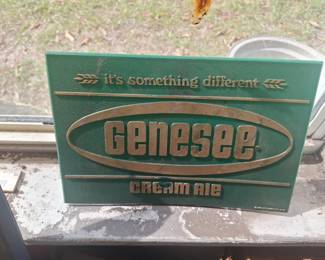 it's something different
Genesee
CREAM Ale